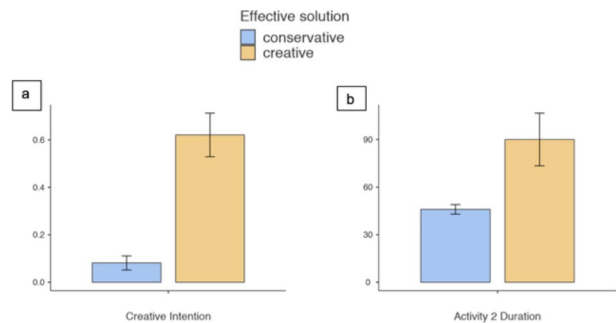 Effective solution
conservative
creative
a
0.6
0.4
0.2
0.0
Creative Intention
b
90
60
30
0
Activity 2 Duration